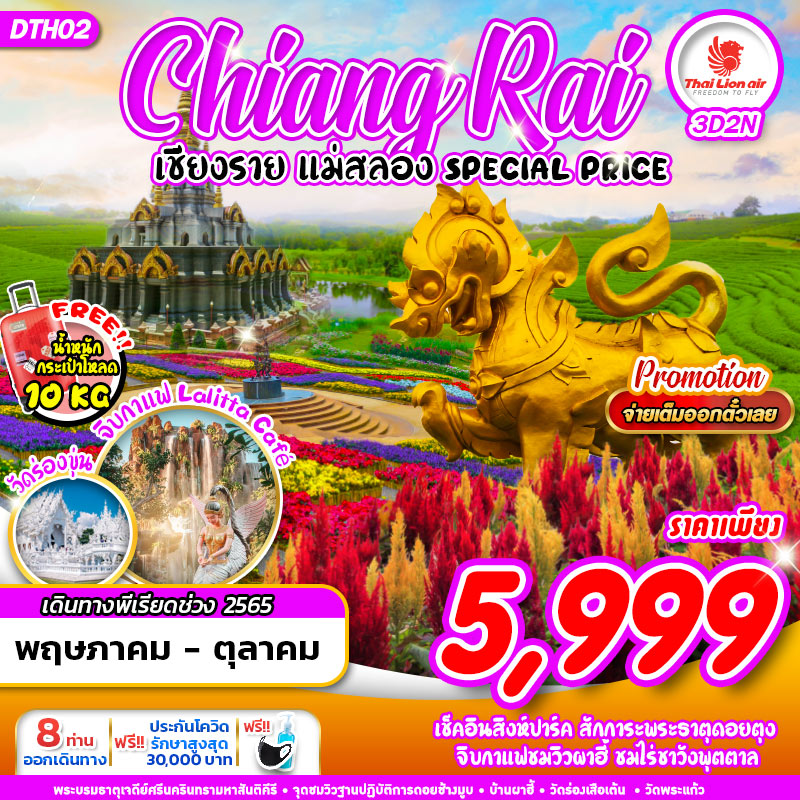 DTH02
Chiang Rai
Thai Lion air
FREEDOM TO FLY
3D2N
เชียงราย แม่สลอง SPECIAL PRICE
FREE!!
น้ำหนัก
กระเป๋าโหลด
10 KG
Promotion
จ่ายเต็มออกตั๋วเลย
จิบกาแฟ Lalitta Café
วัดร่องขุ่น
ราคาเพียง
5,999
เดินทางพีเรียดช่วง 2565
พฤษภาคม - ตุลาคม
8 ท่าน
ออกเดินทาง
ฟรี!!
ประกันโควิด
รักษาสูงสุด
30,000 บาท
ฟรี!!
เช็คอินสิงห์ปาร์ค สักการะพระธาตุดอยตุง
จิบกาแฟชมวิวผาฮี้ ชมไร่ชาวังพุตตาล
พระบรมธาตุเจดีย์ศรีนครินทรามหาสันติคีรี • จุดชมวิวฐานปฏิบัติการดอยช้างมูบ • บ้านผาฮี้ • วัดร่องเสือเต้น • วัดพระแก้ว